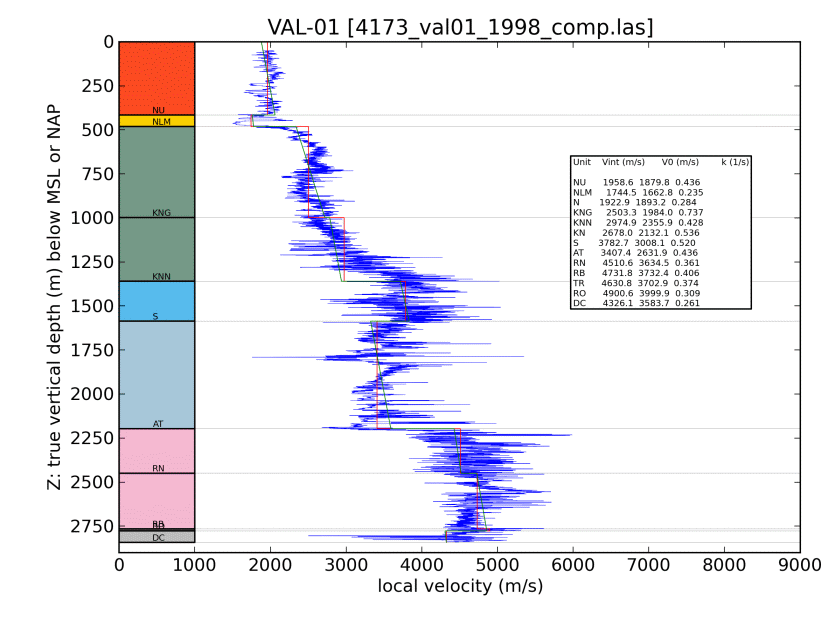 VAL-01 [4173_val01_1998_comp.las]
Z: true vertical depth (m) below MSL or NAP
0
250
500
750
1000
1250
1500
1750
2000
2250
2500
2750
NU
NLM
KNG
KNN
S
AT
RN
RB
DC
Unit Vint (m/s) V0 (m/s) k (1/s)
NU 1958.6 1879.8 0.436
NLM 1744.5 1662.8 0.235
N 1922.9 1893.2 0.284
KNG 2503.3 1984.0 0.737
KNN 2974.9 2355.9 0.428
KN 2678.0 2132.1 0.536
S 3782.7 3008.1 0.520
AT 3407.4 2631.9 0.436
RN 4510.6 3634.5 0.361
RB 4731.8 3732.4 0.406
TR 4630.8 3702.9 0.374
RO 4900.6 3999.9 0.309
DC 4326.1 3583.7 0.261
0 1000 2000 3000 4000 5000 6000 7000 8000 9000
local velocity (m/s)